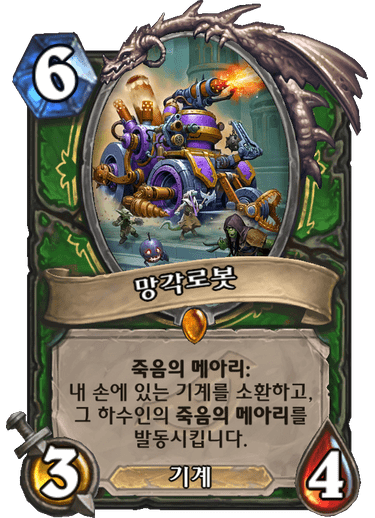 6
망각로봇
죽음의 메아리:
내 손에 있는 기계를 소환하고,
그 하수인의 죽음의 메아리를
발동시킵니다.
3
기계
4